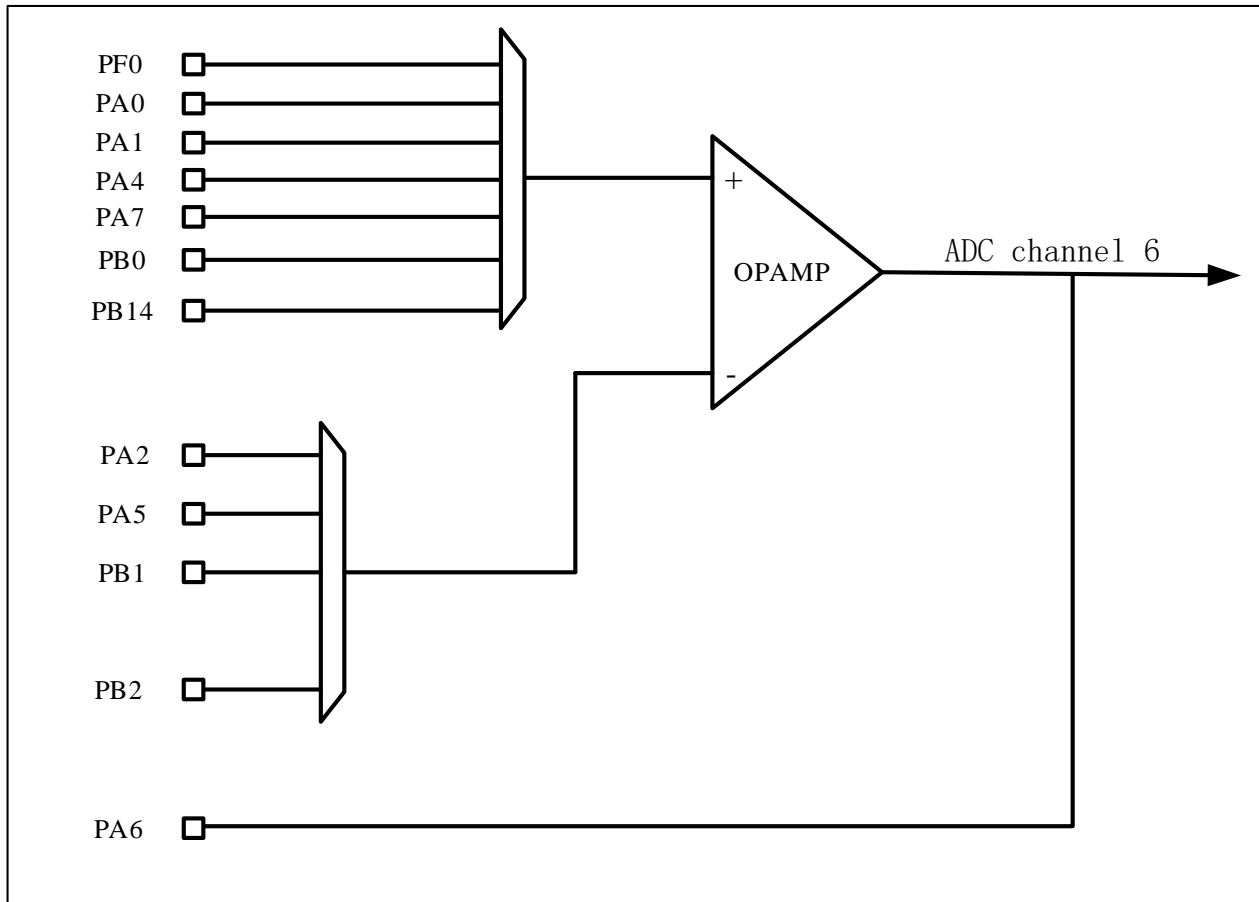 PF0
PA0
PA1
PA4
PA7
PB0
PB14
+
OPAMP
-
ADC channel 6
PA2
PA5
PB1
PB2
PA6